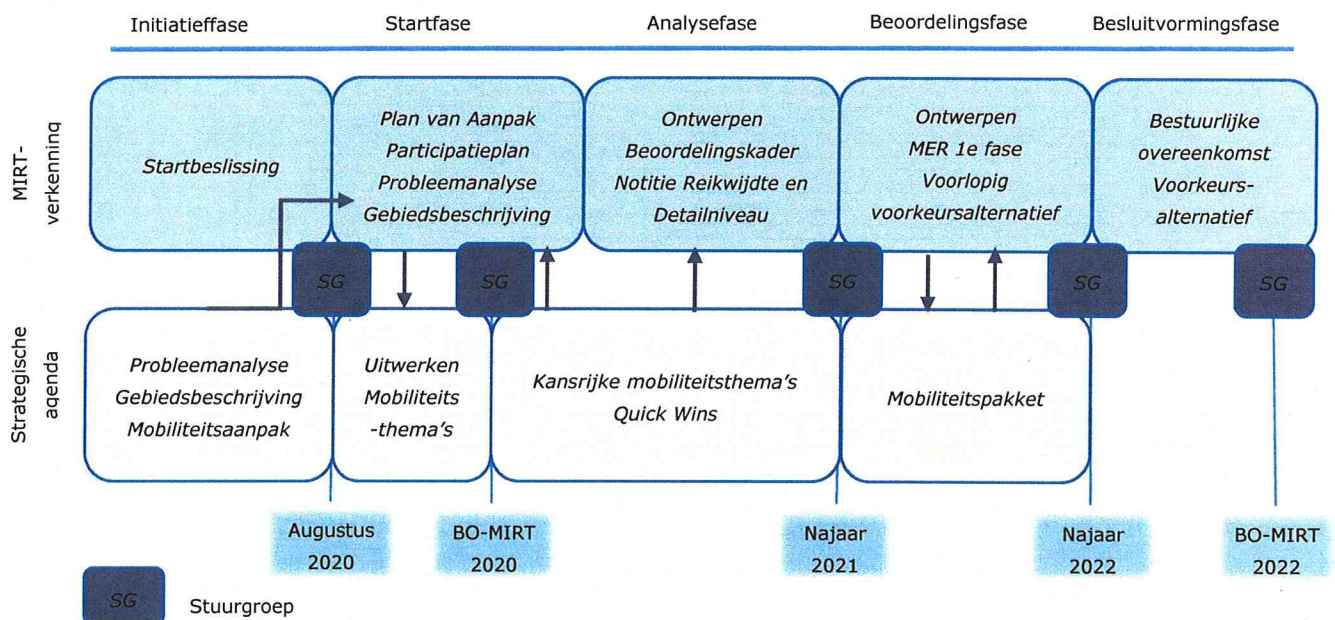 Initiatieffase
Startfase
Analysefase
Beoordelingsfase
Besluitvormingsfase
MIRT-
verkenning
Startbeslissing
Plan van Aanpak
Participatieplan
Probleemanalyse
Gebiedsbeschrijving
Ontwerpen
Beoordelingskader
Notitie Reikwijdte en
Detailniveau
Ontwerpen
MER 1e fase
Voorlopig
voorkeursalternatief
Bestuurlijke
overeenkomst
Voorkeurs-
alternatief
SG
SG
SG
SG
SG
Strategische
agenda
Probleemanalyse
Gebiedsbeschrijving
Mobiliteitsaanpak
Uitwerken
Mobiliteits
-thema's
Kansrijke mobiliteitsthema's
Quick Wins
Mobiliteitspakket
Augustus
2020
BO-MIRT
2020
Najaar
2021
Najaar
2022
BO-MIRT
2022
SG
Stuurgroep